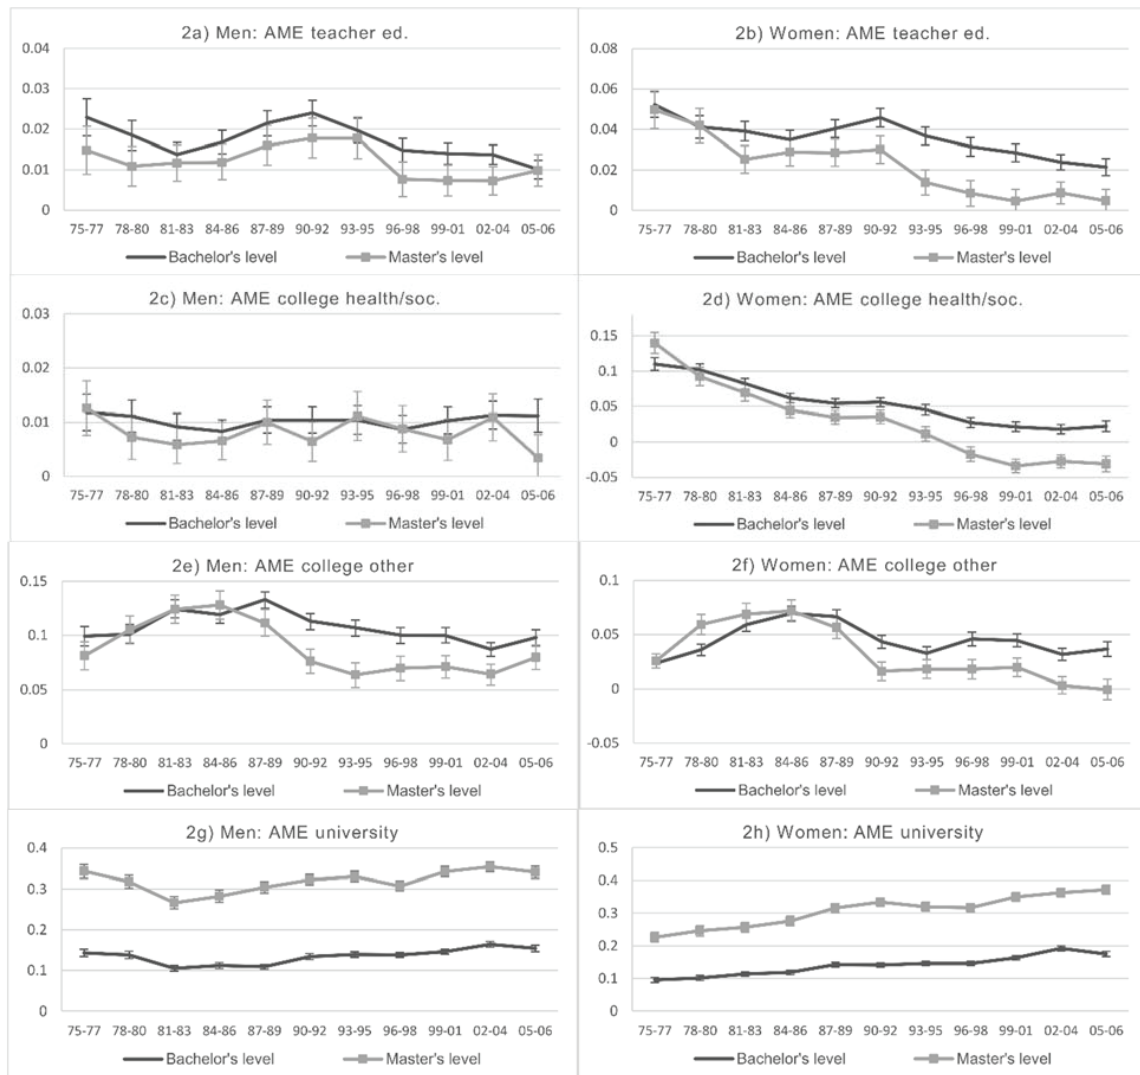 2a) Men: AME teacher ed.
0.04
0.03
0.02
0.01
0
75-77 78-80 81-83 84-86 87-89 90-92 93-95 96-98 99-01 02-04 05-06
Bachelor's level Master's level
2b) Women: AME teacher ed.
0.08
0.06
0.04
0.02
0
75-77 78-80 81-83 84-86 87-89 90-92 93-95 96-98 99-01 02-04 05-06
Bachelor's level Master's level
2c) Men: AME college health/soc.
0.03
0.02
0.01
0
75-77 78-80 81-83 84-86 87-89 90-92 93-95 96-98 99-01 02-04 05-06
Bachelor's level Master's level
2d) Women: AME college health/soc.
0.15
0.1
0.05
0
-0.05
75-77 78-80 81-83 84-86 87-89 90-92 93-95 96-98 99-01 02-04 05-06
Bachelor's level Master's level
2e) Men: AME college other
0.15
0.1
0.05
0
75-77 78-80 81-83 84-86 87-89 90-92 93-95 96-98 99-01 02-04 05-06
Bachelor's level Master's level
2f) Women: AME college other
0.1
0.05
0
-0.05
75-77 78-80 81-83 84-86 87-89 90-92 93-95 96-98 99-01 02-04 05-06
Bachelor's level Master's level
2g) Men: AME university
0.4
0.3
0.2
0.1
0
75-77 78-80 81-83 84-86 87-89 90-92 93-95 96-98 99-01 02-04 05-06
Bachelor's level Master's level
2h) Women: AME university
0.5
0.4
0.3
0.2
0.1
0
75-77 78-80 81-83 84-86 87-89 90-92 93-95 96-98 99-01 02-04 05-06
Bachelor's level Master's level